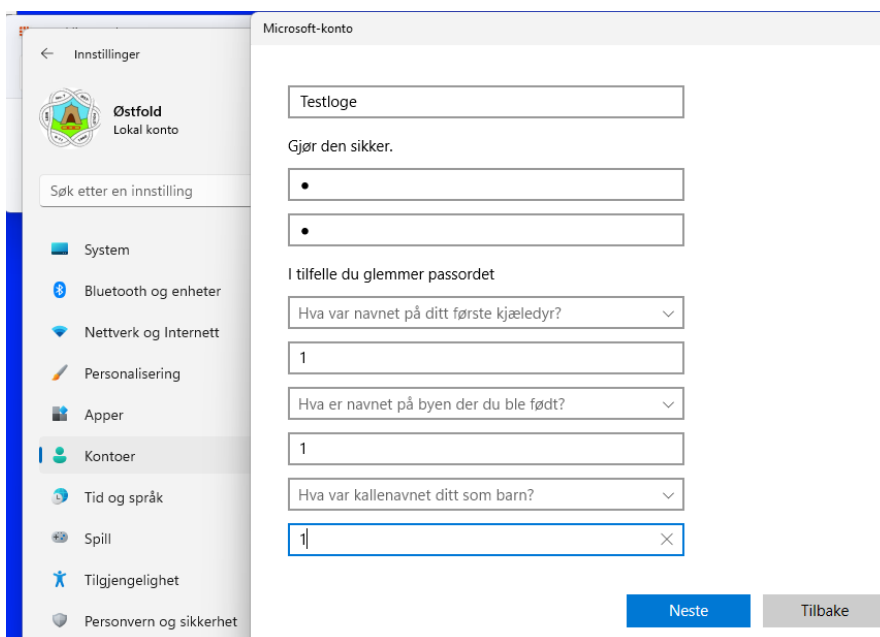 Microsoft-konto
Innstillinger
Østfold
Lokal konto
Søk etter en innstilling
System
Bluetooth og enheter
Nettverk og Internett
Personalisering
Apper
Kontoer
Tid og språk
Spill
Tilgjengelighet
Personvern og sikkerhet
Testloge
Gjør den sikker.
I tilfelle du glemmer passordet
Hva var navnet på ditt første kjæledyr?
1
Hva er navnet på byen der du ble født?
1
Hva var kallenavnet ditt som barn?
1
Neste
Tilbake